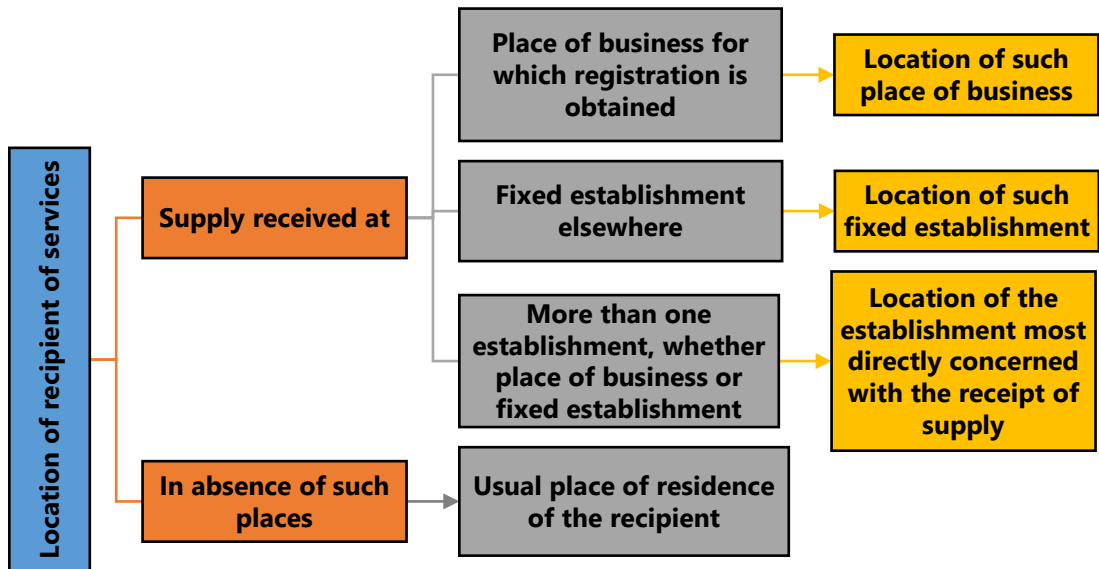 Location of recipient of services
Supply received at
Place of business for
which registration is
obtained
Location of such
place of business
Fixed establishment
elsewhere
Location of such
fixed establishment
More than one
establishment, whether
place of business or
fixed establishment
Location of the
establishment most
directly concerned
with the receipt of
supply
In absence of such
places
Usual place of residence
of the recipient